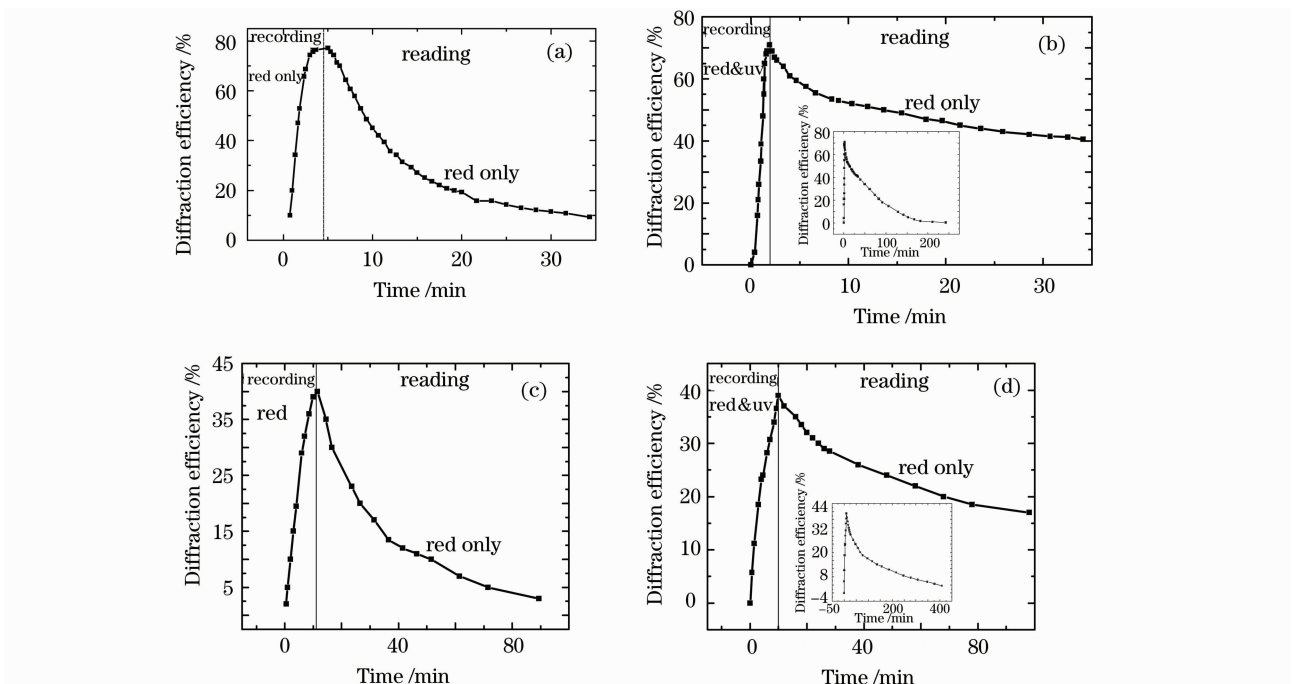 Diffraction efficiency /%
80
60
40
20
0
recording
red only
reading
(a)
red only
0
10
20
30
Time /min
Diffraction efficiency /%
80
60
40
20
0
recording
red&uv
reading
(b)
red only
Diffraction efficiency /%
80
60
40
20
0
0
100
200
Time /min
0
10
20
30
Time /min
Diffraction efficiency /%
45
35
25
15
5
recording
red
reading
(c)
red only
0
40
80
Time /min
Diffraction efficiency /%
40
30
20
10
0
recording
red&uv
reading
(d)
red only
Diffraction efficiency /%
44
32
20
8
−4
−50
200
400
Time /min
0
40
80
Time /min